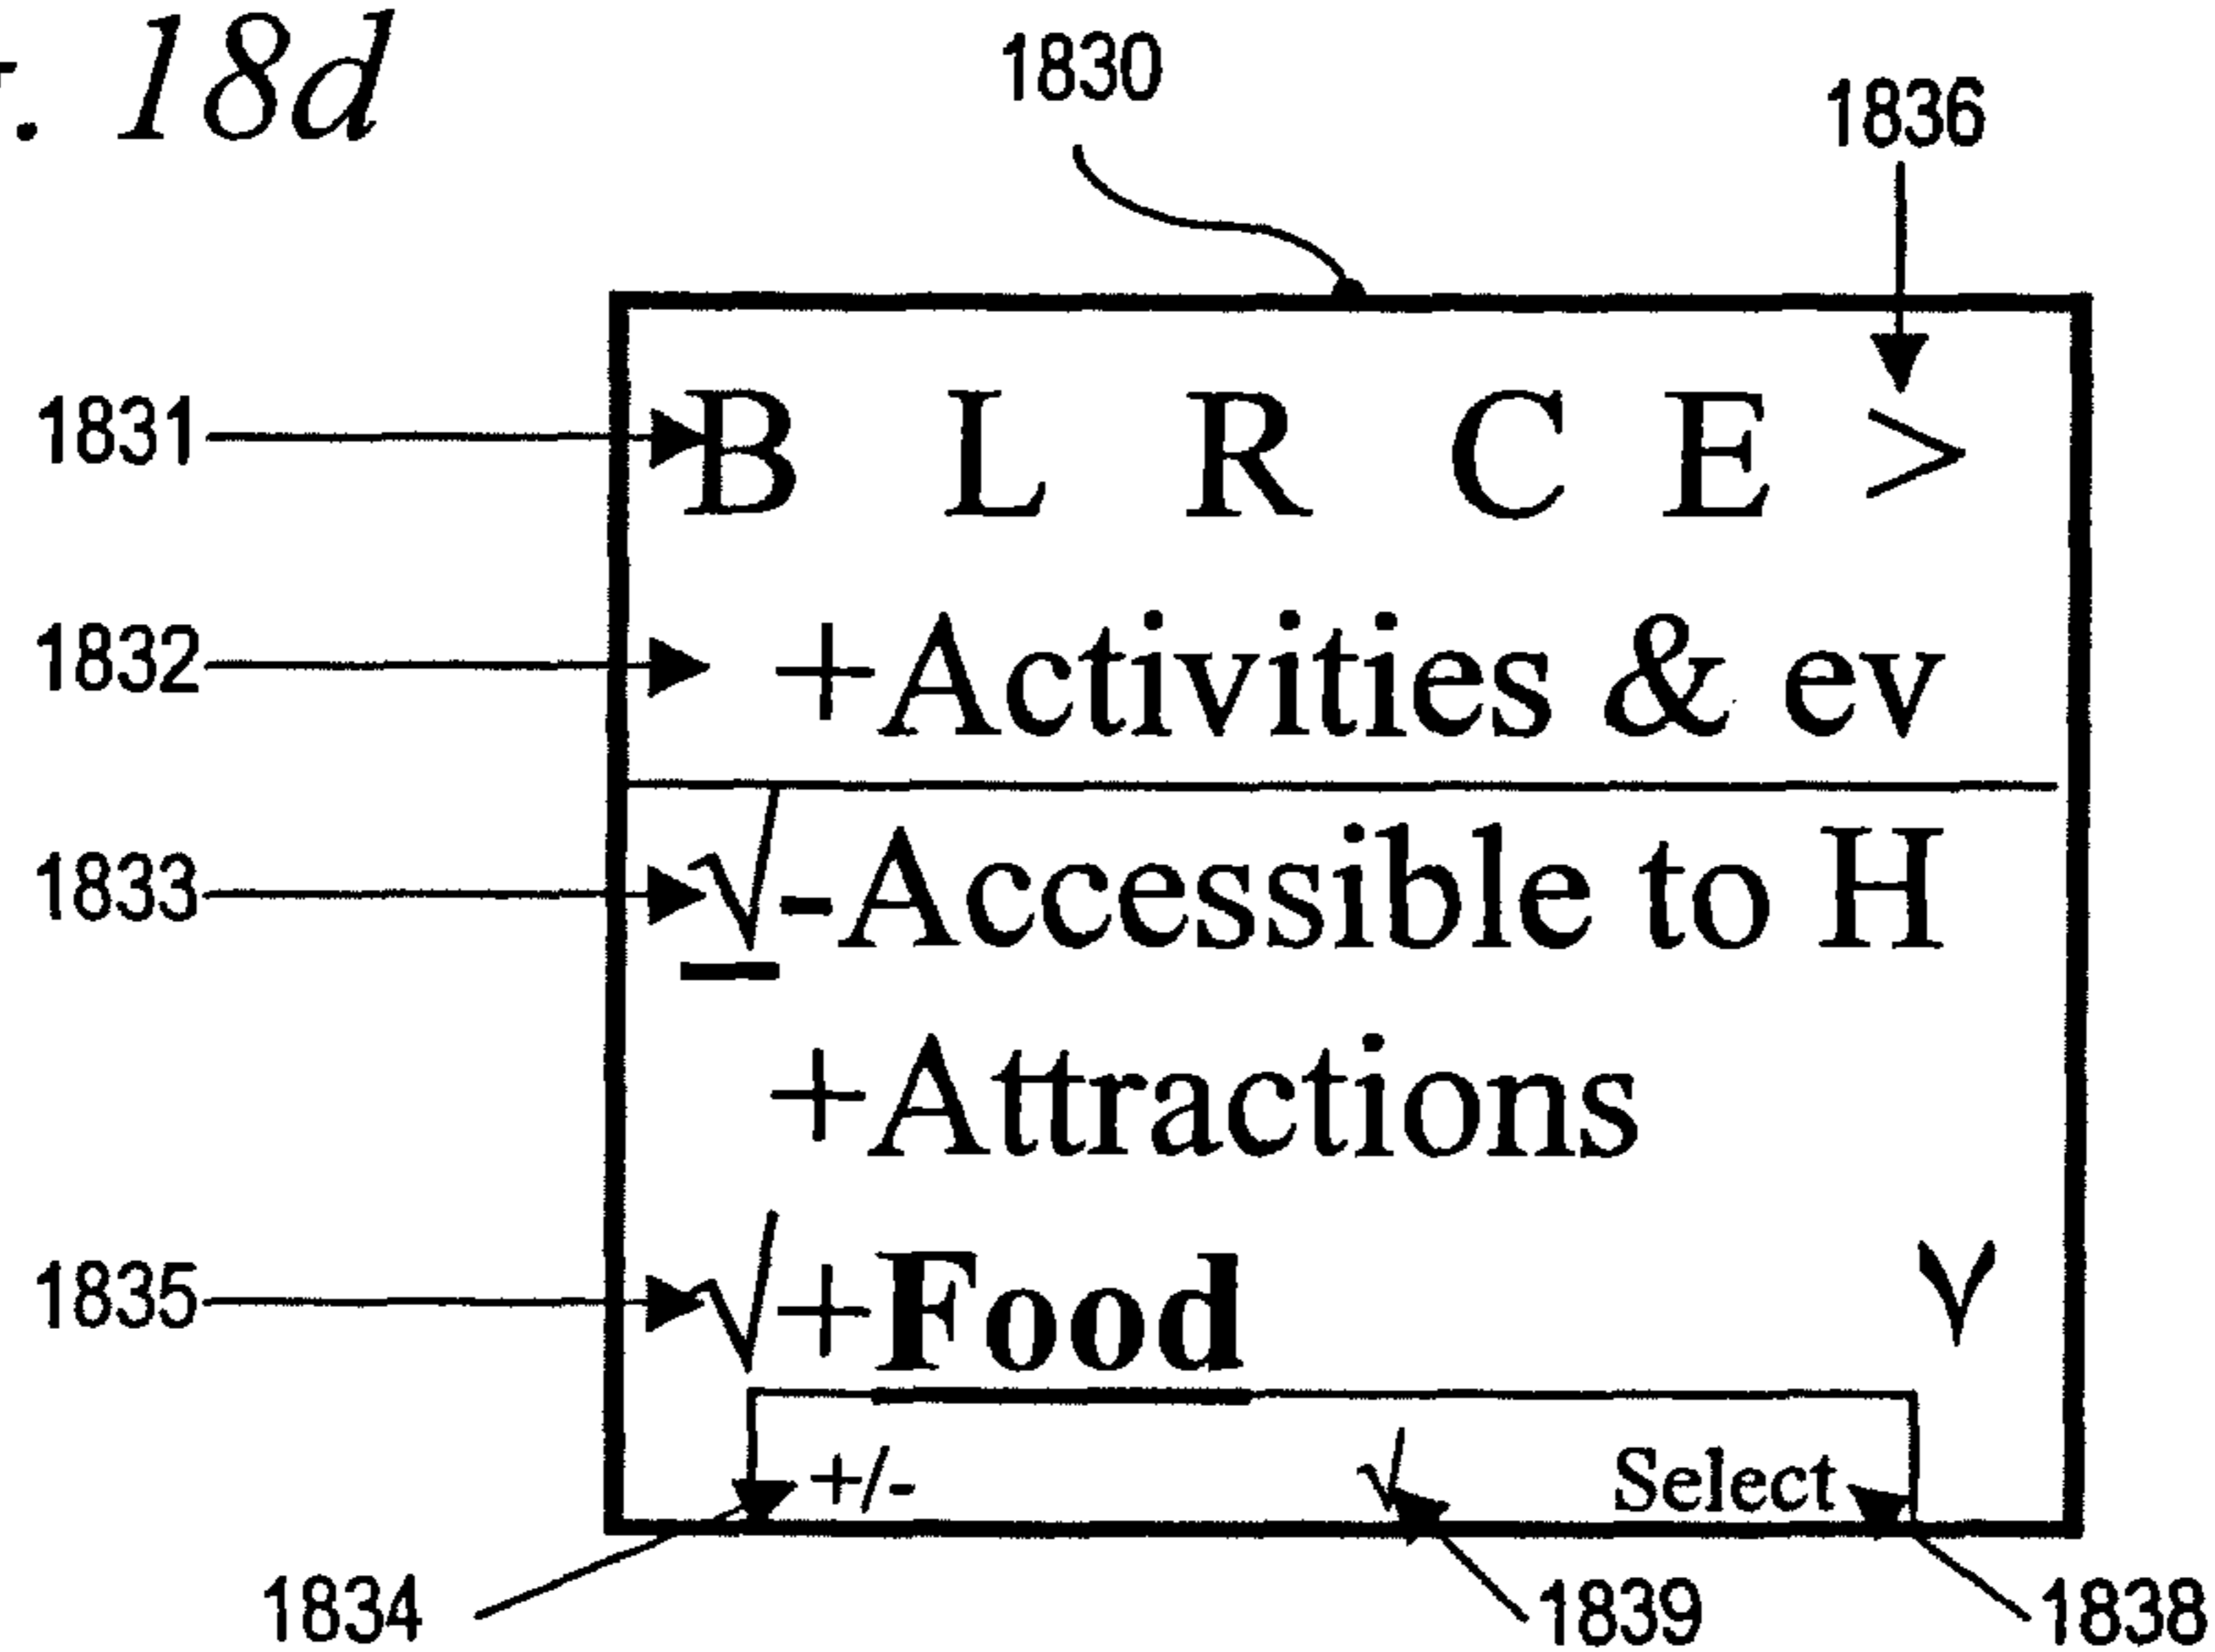 . 18d
1830
1836
1831
B L R C E >
1832
+Activities & ev
1833
√-Accessible to H
+Attractions
1835
√+Food
+/- √ Select
1834
1839
1838